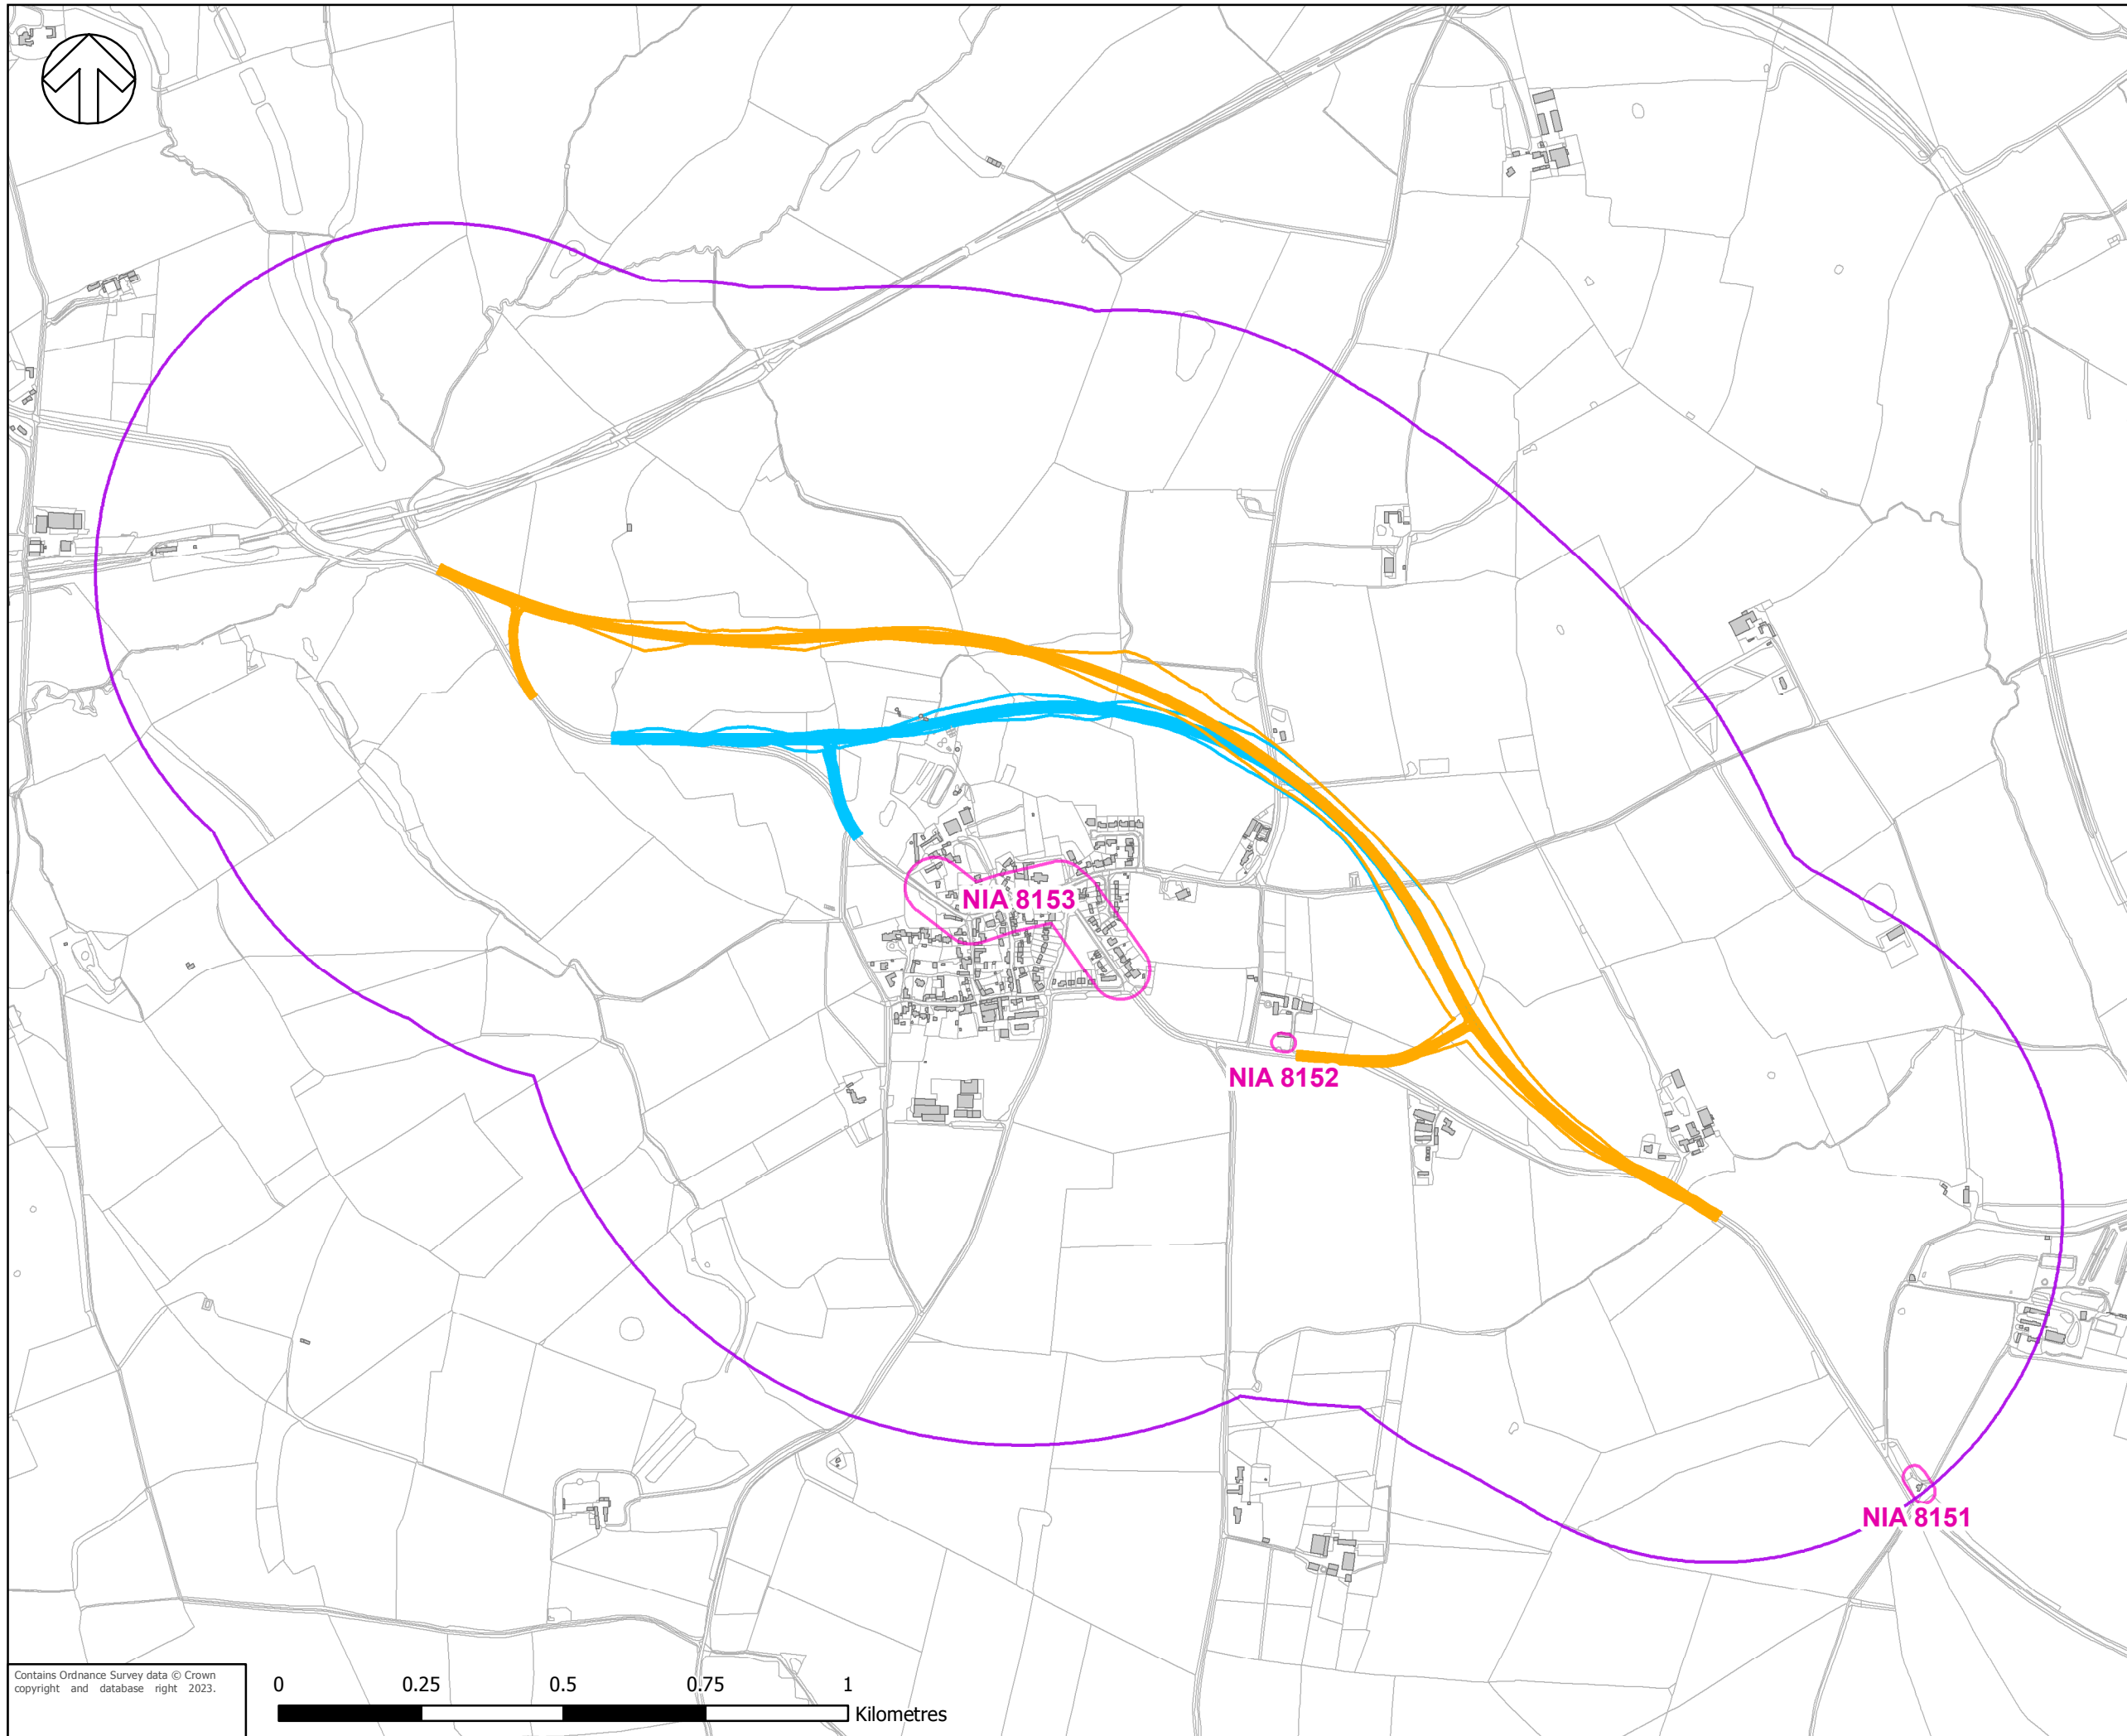 NIA 8153
NIA 8152
NIA 8151
Contains Ordnance Survey data © Crown
copyright and database right 2023.
0 0.25 0.5 0.75 1
Kilometres